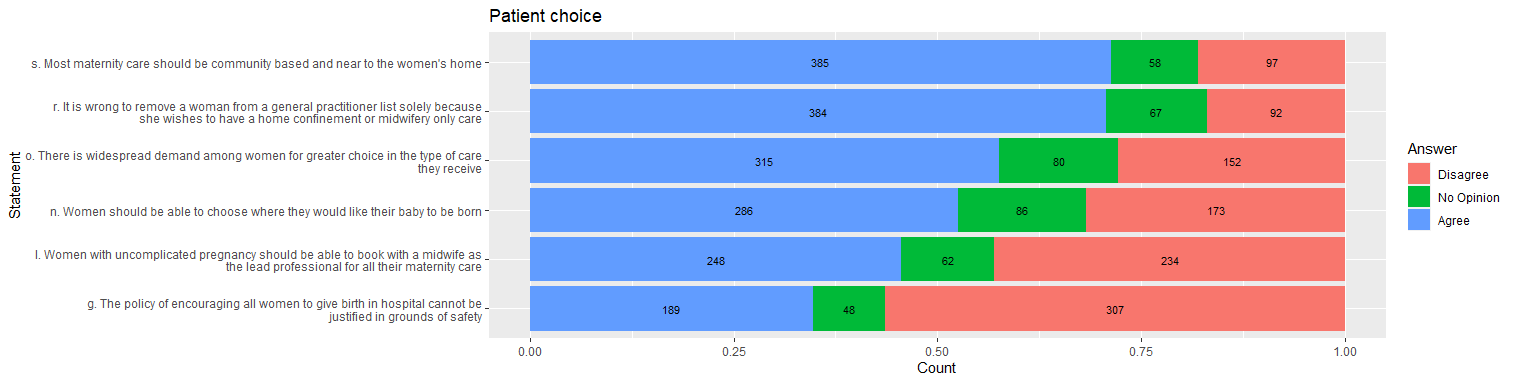 Patient choice
Statement
s. Most maternity care should be community based and near to the women's home
385 58 97
r. It is wrong to remove a woman from a general practitioner list solely because
she wishes to have a home confinement or midwifery only care
384 67 92
o. There is widespread demand among women for greater choice in the type of care
they receive
315 80 152
n. Women should be able to choose where they would like their baby to be born
286 86 173
l. Women with uncomplicated pregnancy should be able to book with a midwife as
the lead professional for all their maternity care
248 62 234
g. The policy of encouraging all women to give birth in hospital cannot be
justified in grounds of safety
189 48 307
0.00 0.25 0.50 0.75 1.00
Count
Answer
Disagree
No Opinion
Agree